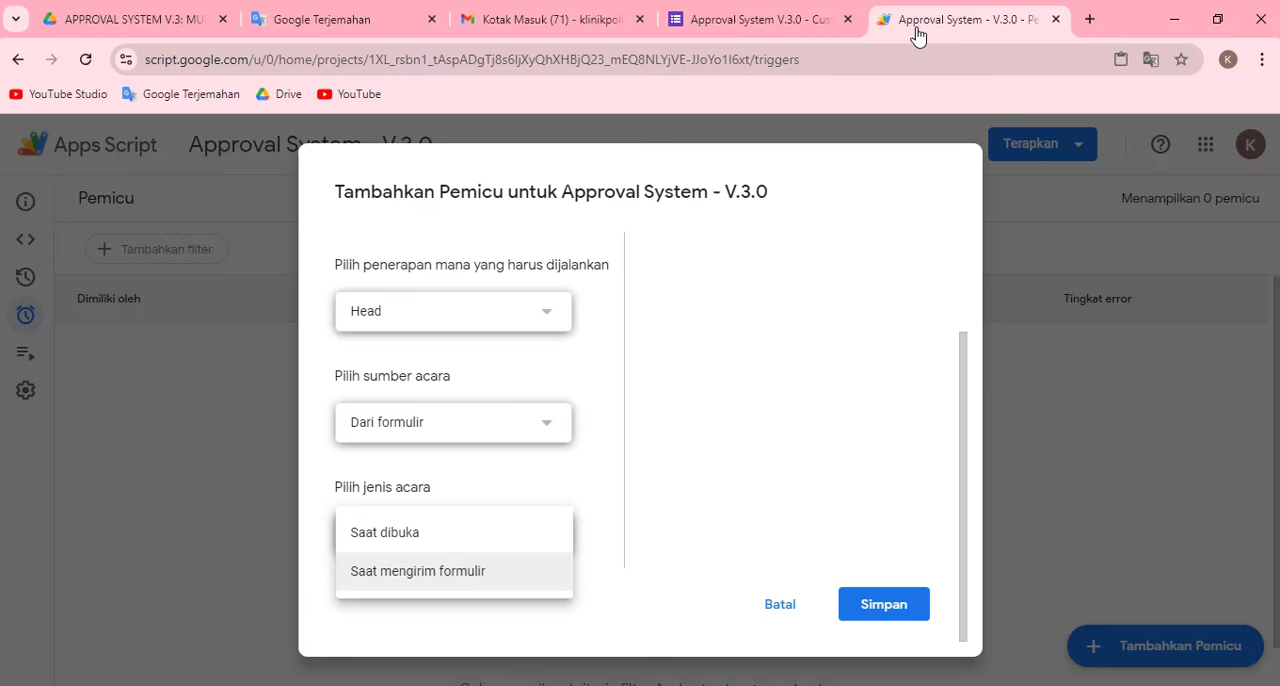 APPROVAL SYSTEM V.3: MU
Google Terjemahan
Kotak Masuk (71) - klinikpol
Approval System V.3.0 - Cus
Approval System - V.3.0 - Pe
script.google.com/u/0/home/projects/1XL_rsbn1_tAspADgTj8s6IjXyQhXHBjQ23_mEQ8NLYjVE-JJoYo1I6xt/triggers
K
YouTube Studio
Google Terjemahan
Drive
YouTube
Apps Script
Approval System - V.3.0
Terapkan
K
Pemicu
Menampilkan 0 pemicu
Tambahkan filter
Dimiliki oleh
Tingkat error
Tambahkan Pemicu untuk Approval System - V.3.0
Pilih penerapan mana yang harus dijalankan
Head
Pilih sumber acara
Dari formulir
Pilih jenis acara
Saat dibuka
Saat mengirim formulir
Batal
Simpan
Tambahkan Pemicu